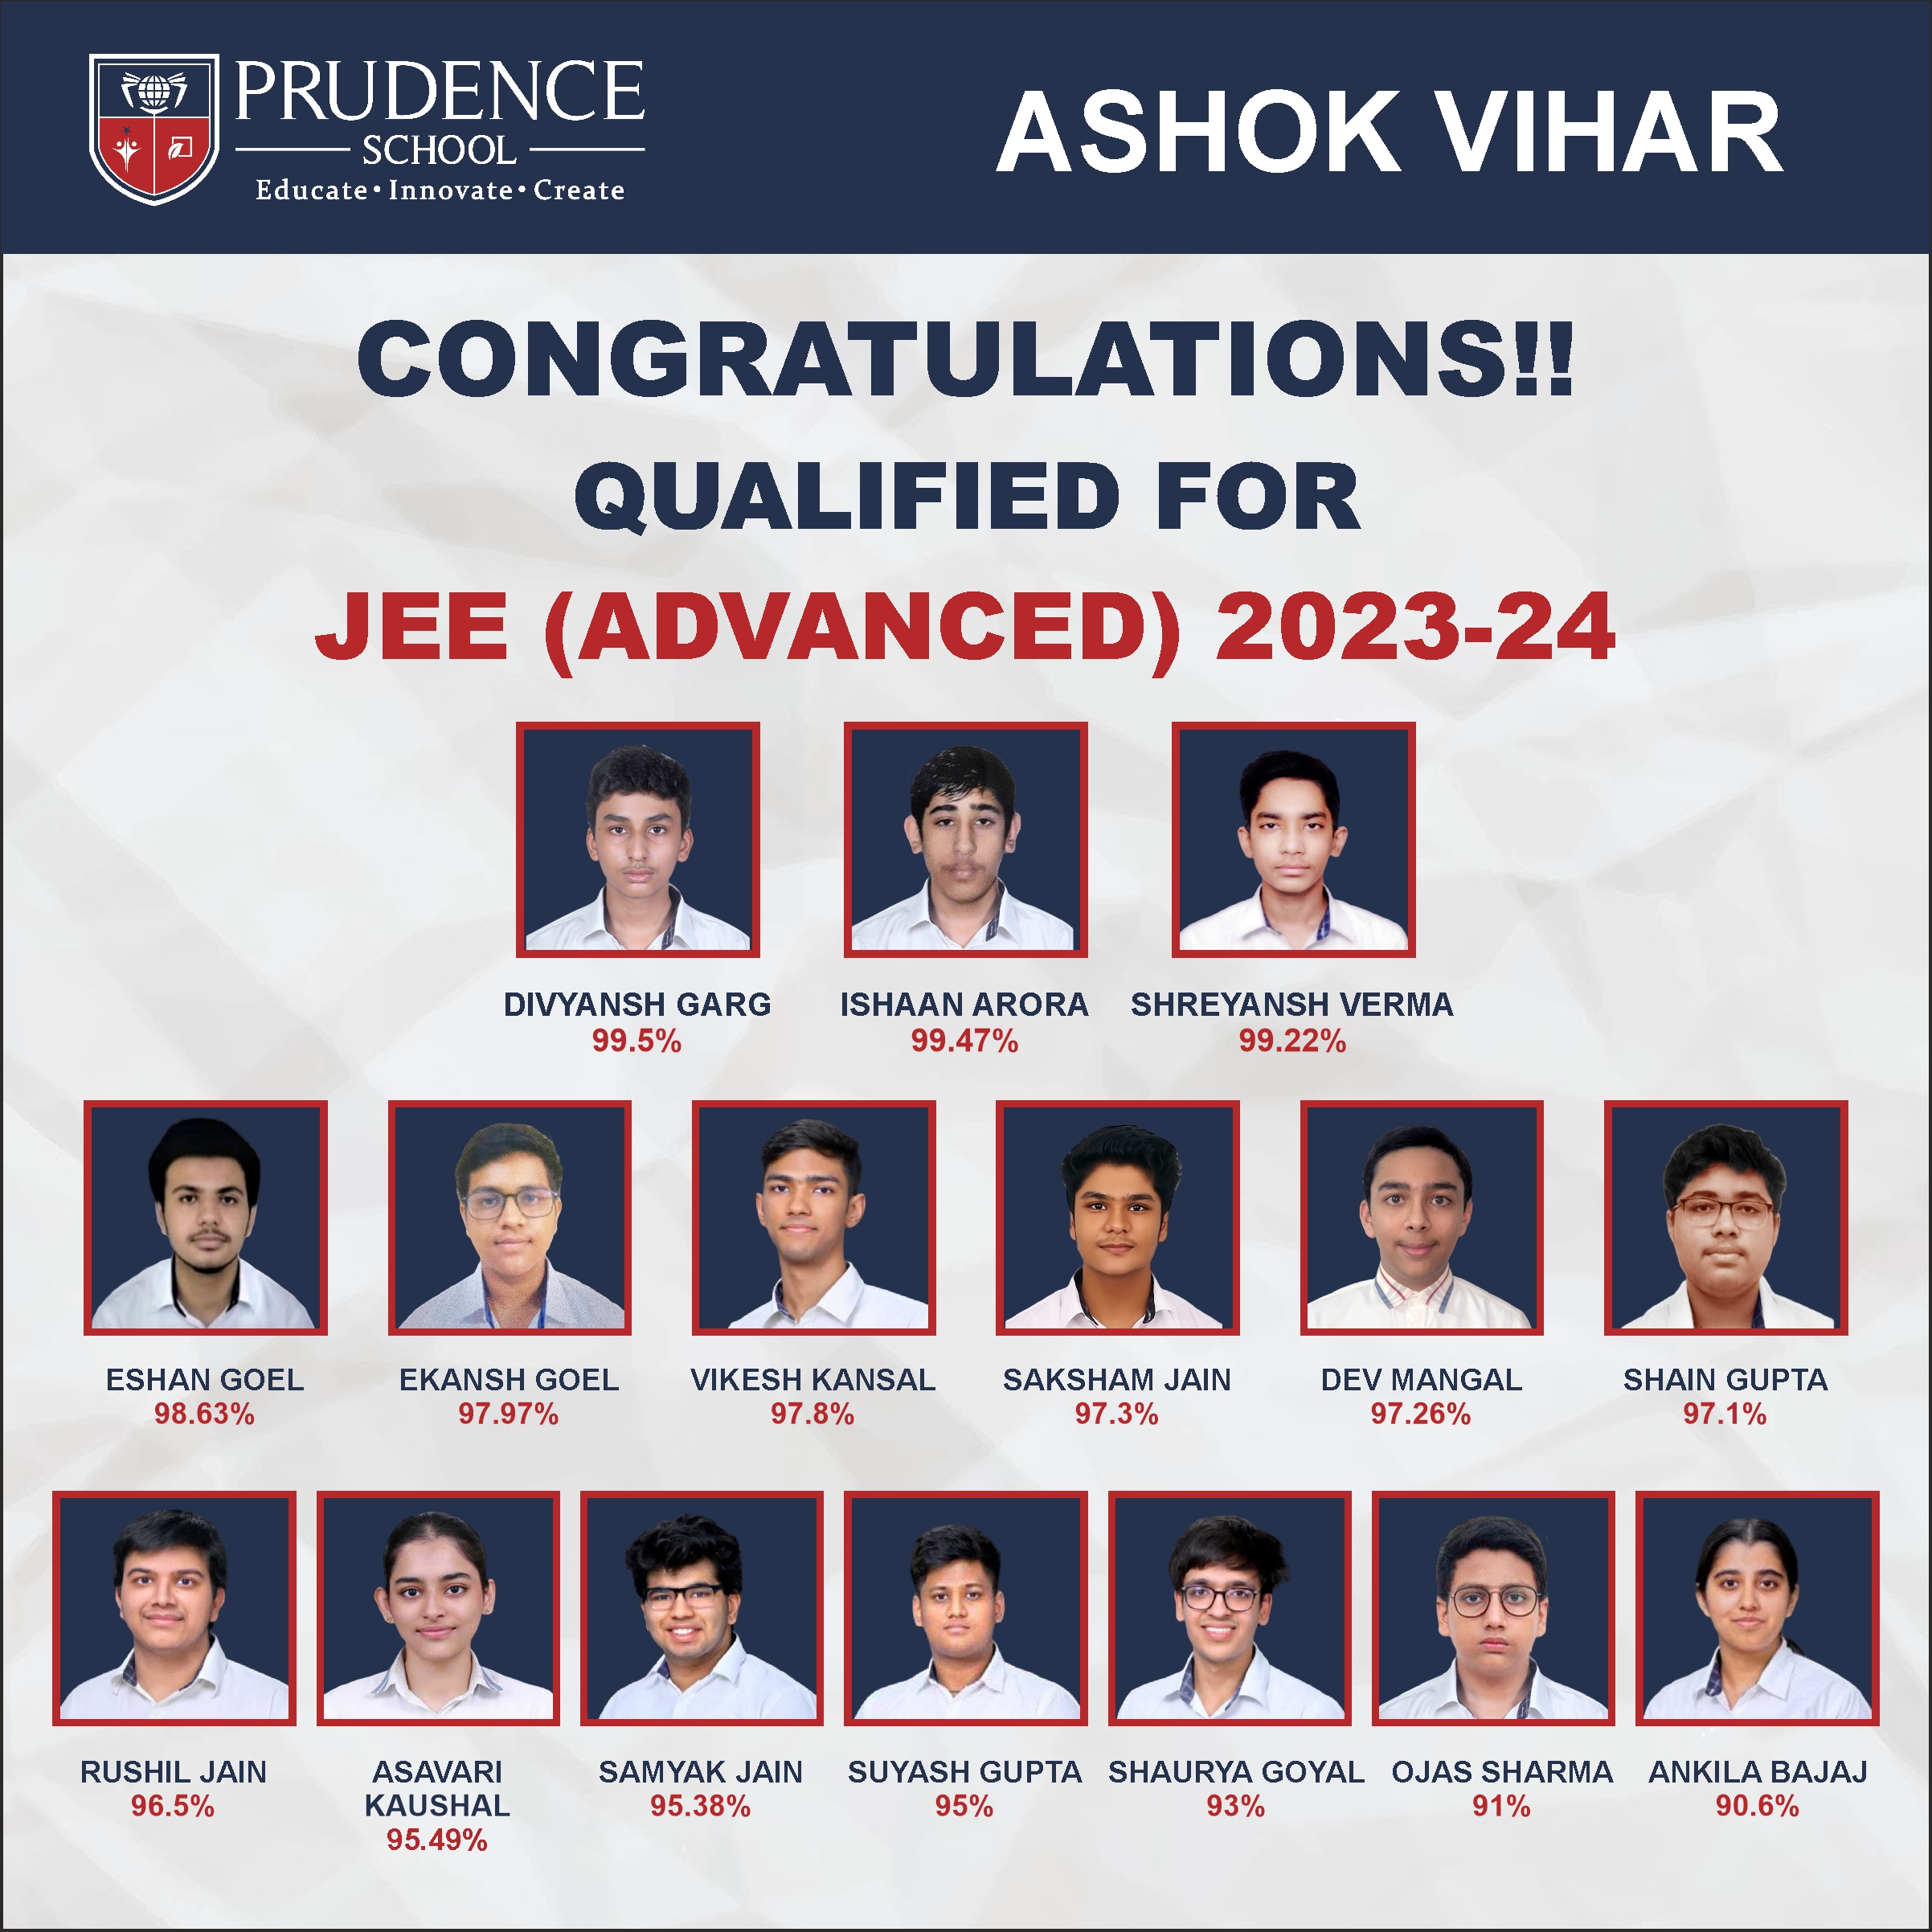 PRUDENCE
SCHOOL
Educate • Innovate • Create
ASHOK VIHAR
CONGRATULATIONS!!
QUALIFIED FOR
JEE (ADVANCED) 2023-24
DIVYANSH GARG
99.5%
ISHAAN ARORA
99.47%
SHREYANSH VERMA
99.22%
ESHAN GOEL
98.63%
EKANSH GOEL
97.97%
VIKESH KANSAL
97.8%
SAKSHAM JAIN
97.3%
DEV MANGAL
97.26%
SHAIN GUPTA
97.1%
RUSHIL JAIN
96.5%
ASAVARI
KAUSHAL
95.49%
SAMYAK JAIN
95.38%
SUYASH GUPTA
95%
SHAURYA GOYAL
93%
OJAS SHARMA
91%
ANKILA BAJAJ
90.6%